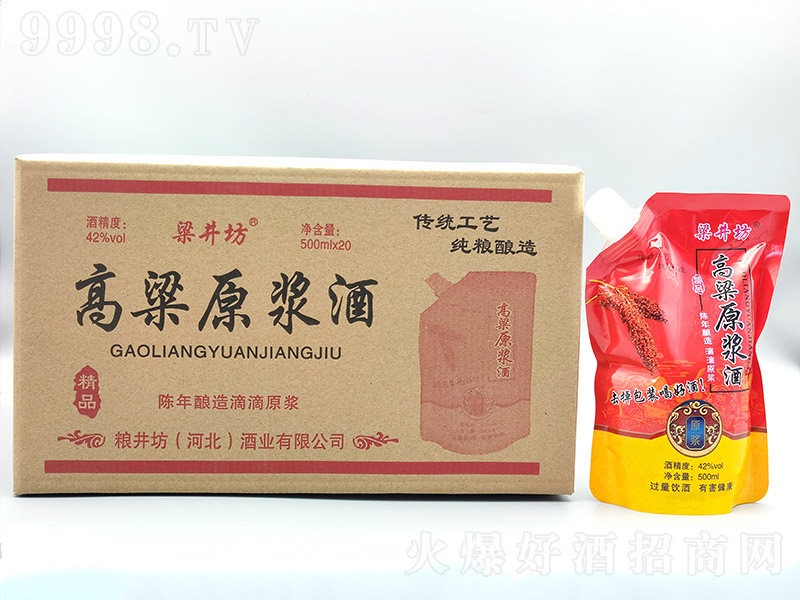 9998.TV
酒精度:
42%vol
梁井坊®
净含量:
500mlx20
传统工艺
纯粮酿造
高梁原浆酒
GAOLIANGYUANJIANGJIU
精品
陈年酿造滴滴原浆
粮井坊（河北）酒业有限公司
高粱原浆酒
梁井坊®
高粱原浆酒
陈年酿造 滴滴原浆
去掉包装喝好酒!
原浆
酒精度: 42%vol
净含量: 500ml
过量饮酒 有害健康
火爆好酒招商网